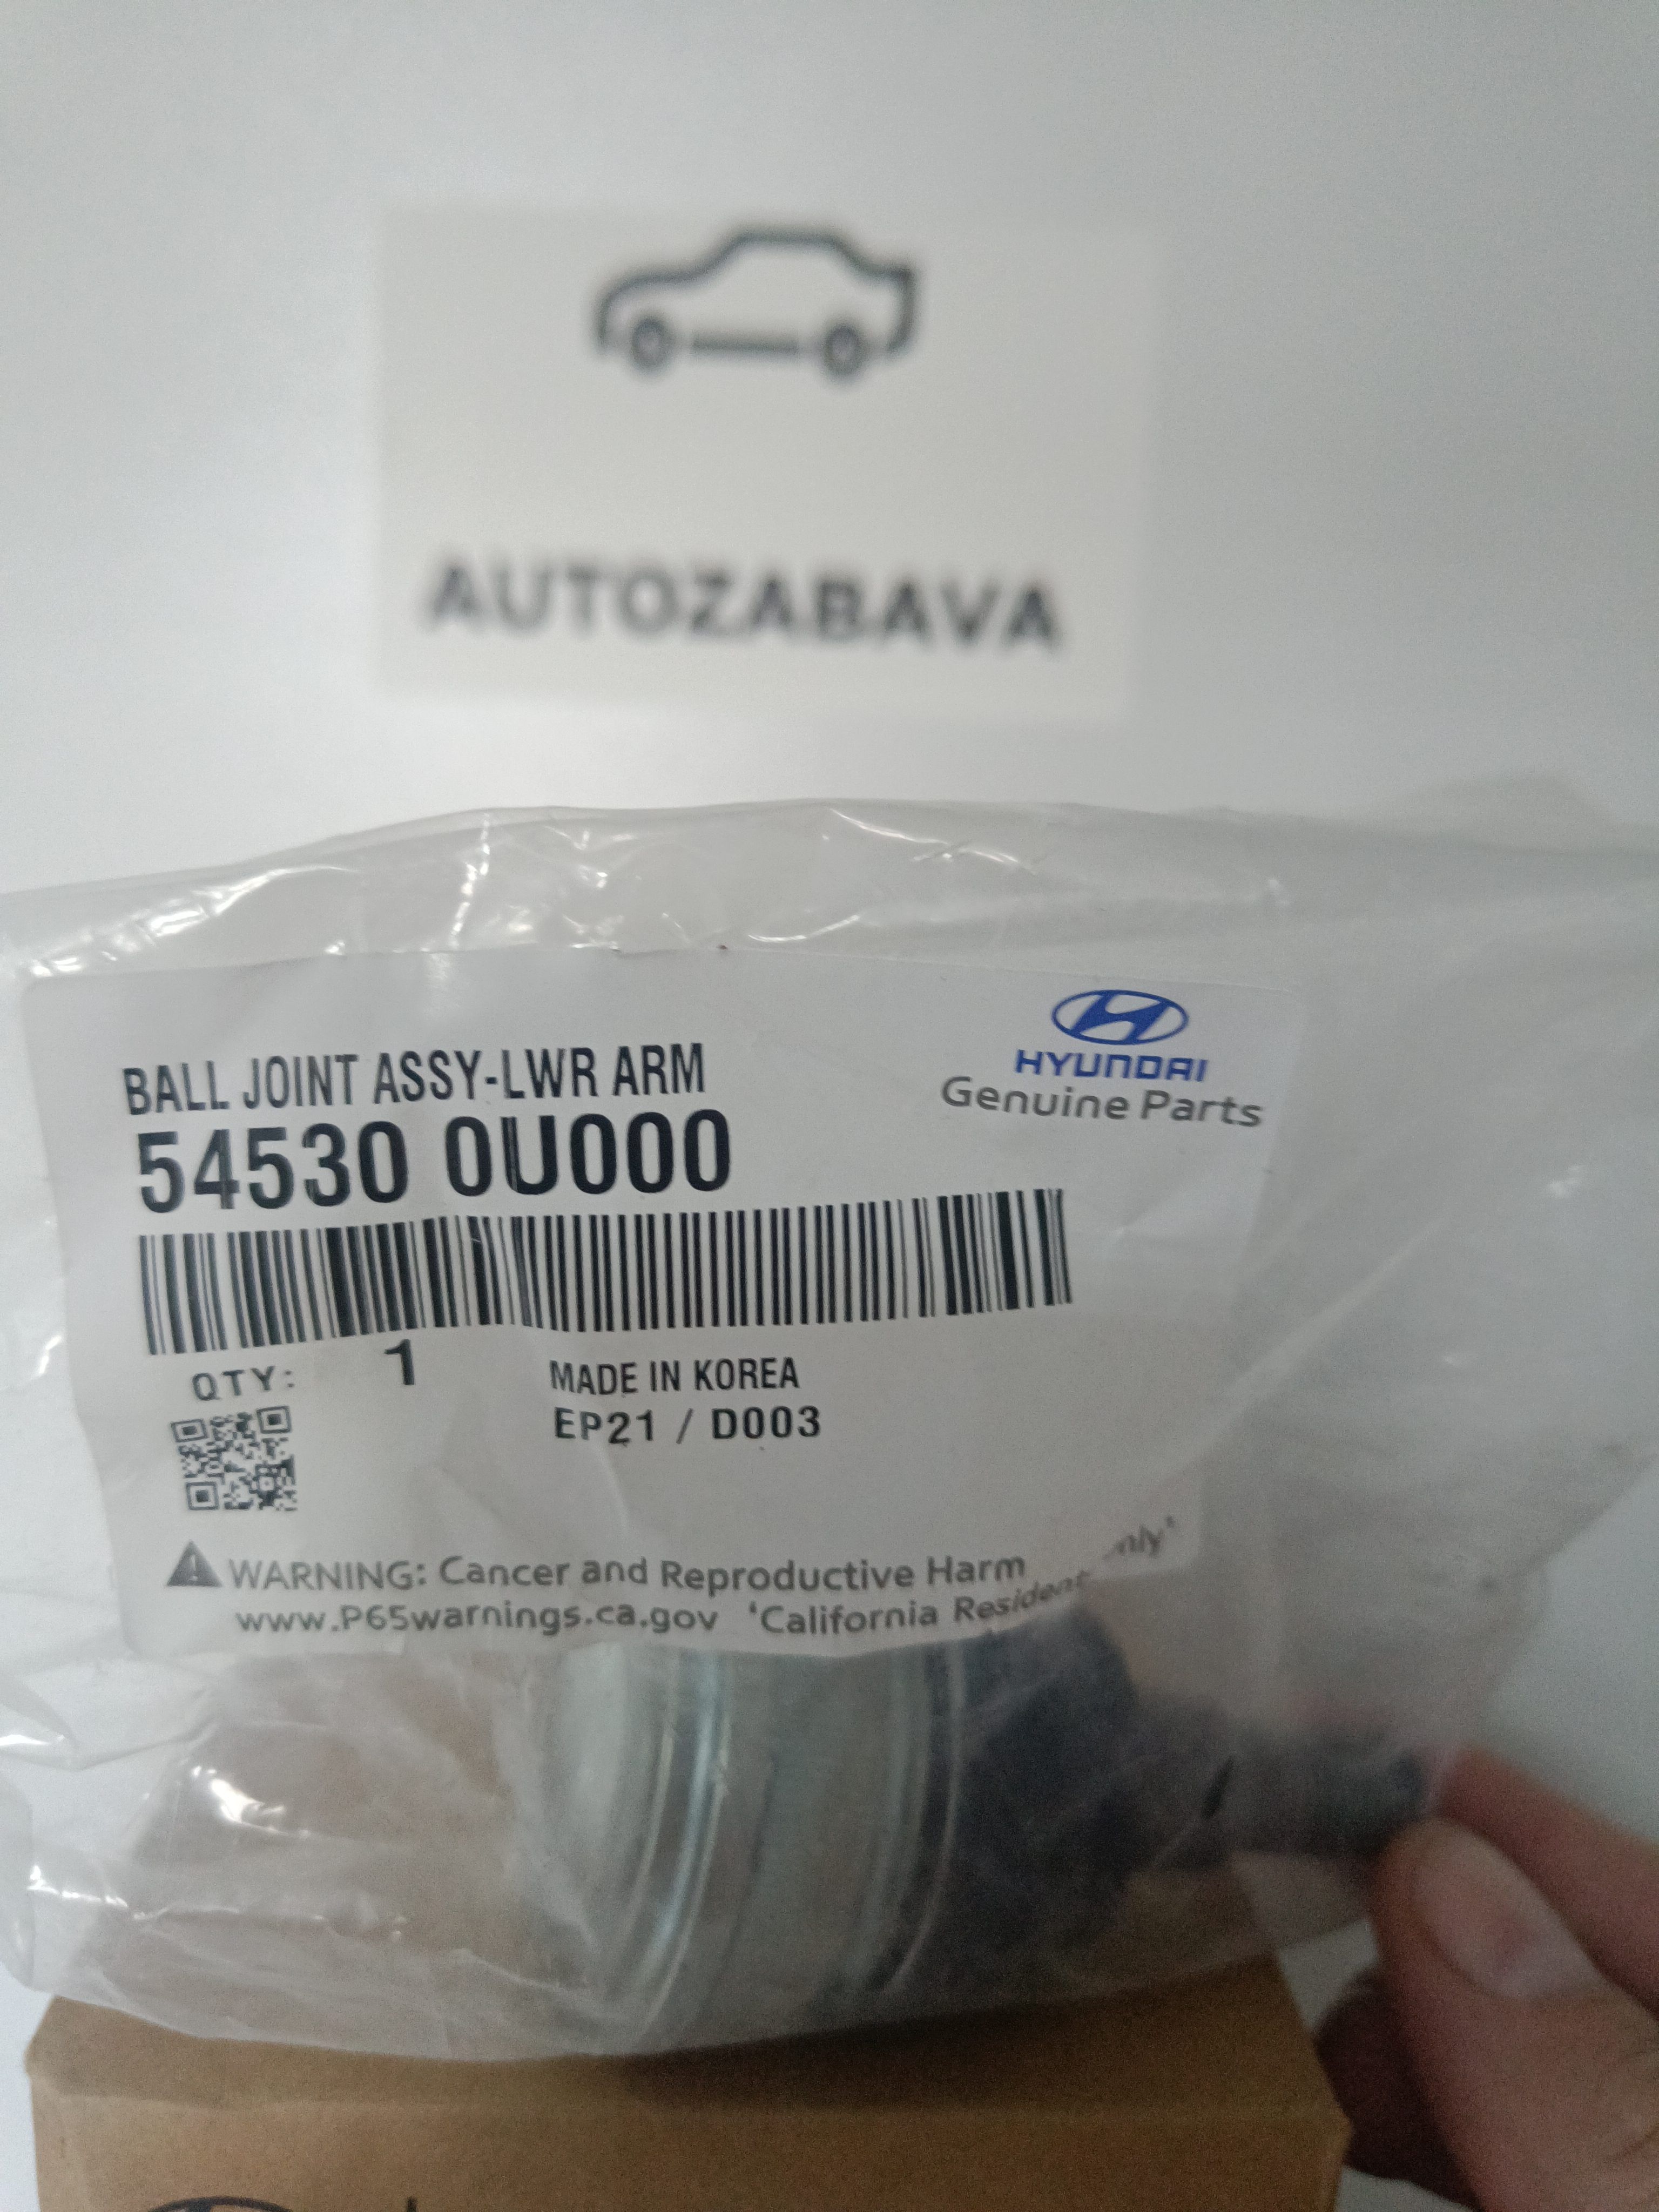 AUTOZABAVA
HYUNDAI
Genuine Parts
BALL JOINT ASSY-LWR ARM
54530 0U000
QTY: 1
MADE IN KOREA
EP21 / D003
WARNING: Cancer and Reproductive Harm
www.P65warnings.ca.gov 'California Resident